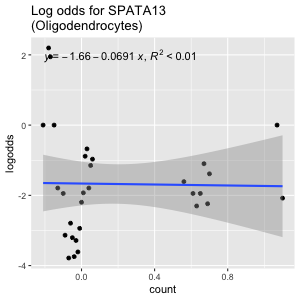 Log odds for SPATA13
(Oligodendrocytes)
y = −1.66 − 0.0691 x, R² < 0.01
2
0
-2
-4
logodds
0.0
0.4
0.8
count